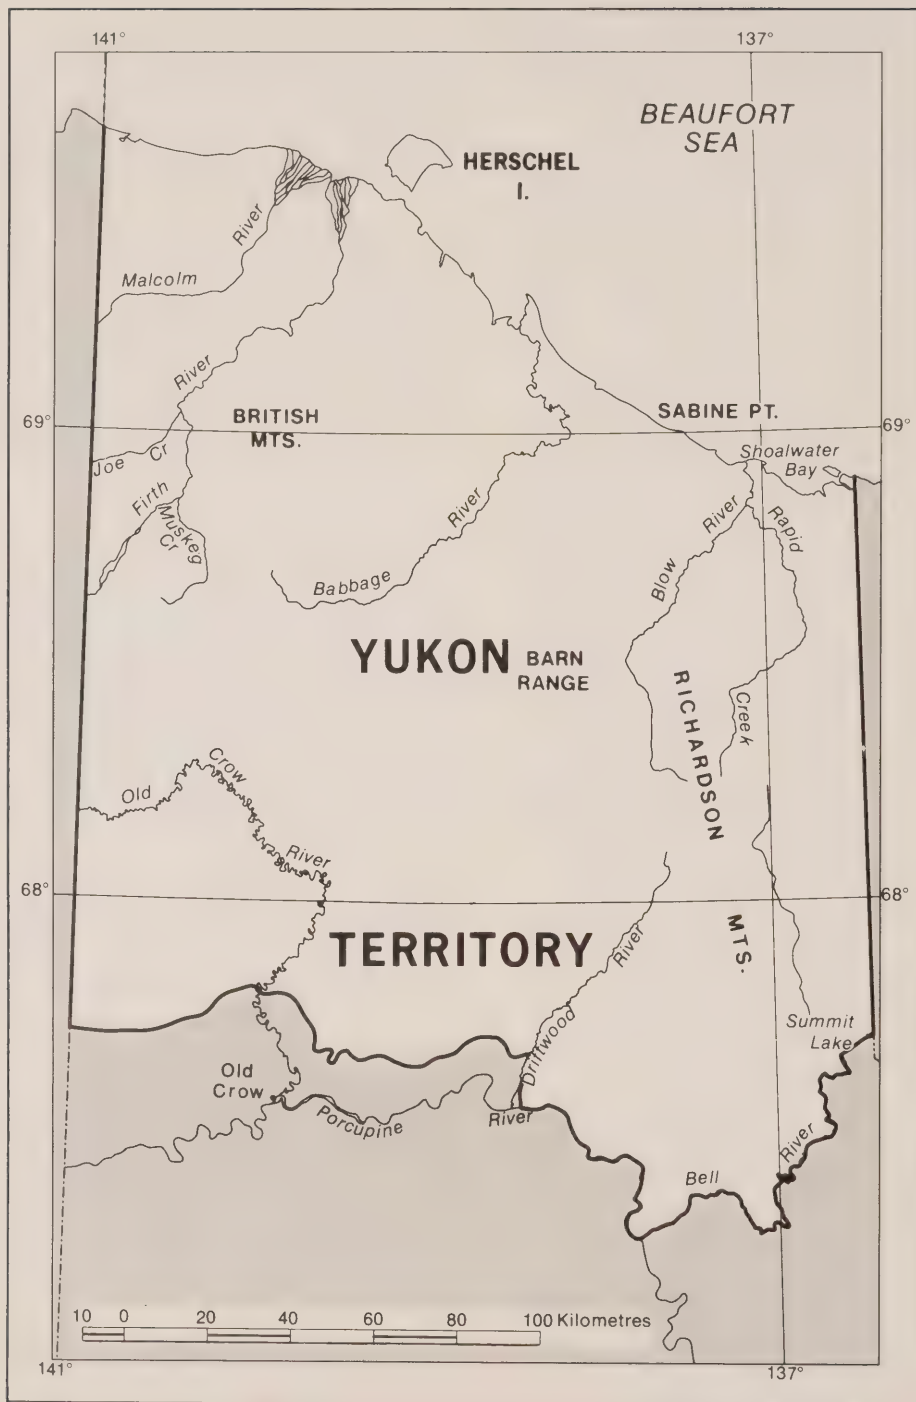 141°
137°
BEAUFORT
SEA
HERSCHEL
I.
River
Malcolm
River
BRITISH
MTS.
SABINE PT.
69°
69°
Joe Cr
Shoalwater
Bay
Firth
Muskeg
Cr
River
River
Rapid
Babbage
Blow
YUKON
BARN
RANGE
RICHARDSON
Creek
Crow
Old
River
68°
68°
MTS.
TERRITORY
River
Driftwood
Summit
Lake
Old
Crow
Porcupine
River
River
Bell
10 0 20 40 60 80 100 Kilometres
141°
137°